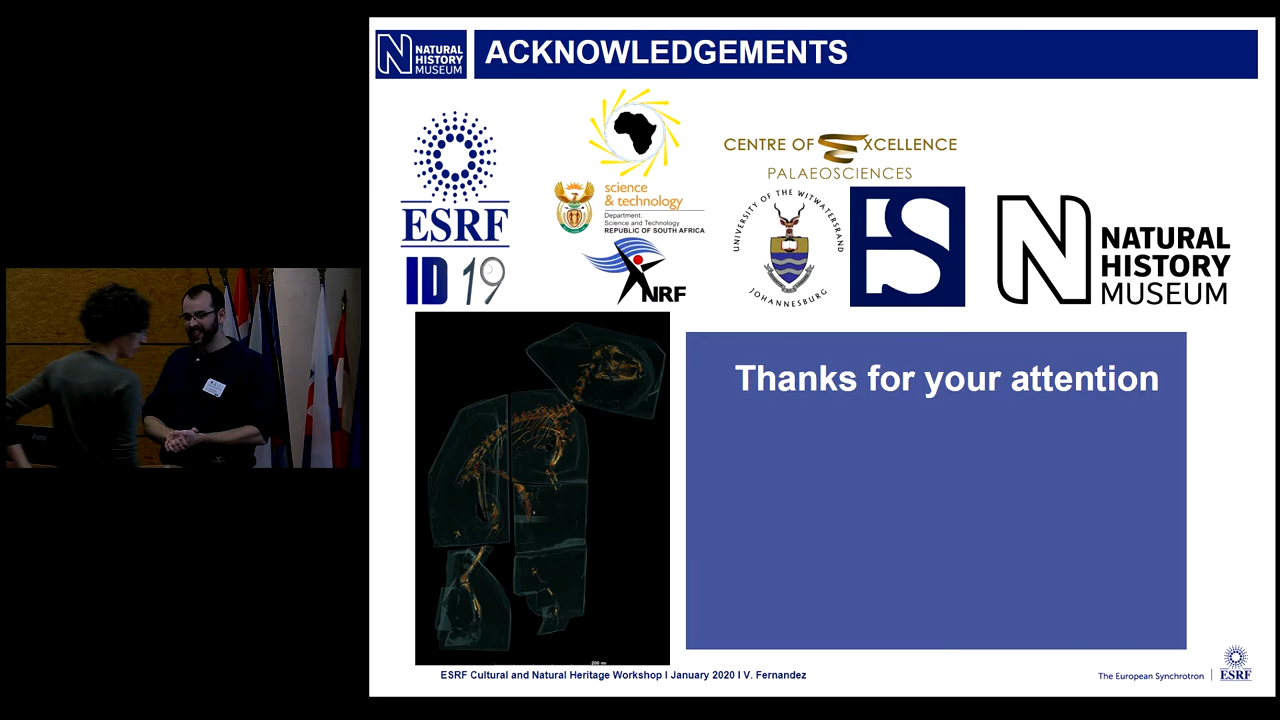 NATURAL
HISTORY
MUSEUM
ACKNOWLEDGEMENTS
ESRF
ID 19
science
& technology
Department:
Science and Technology
REPUBLIC OF SOUTH AFRICA
NRF
CENTRE OF EXCELLENCE
PALAEOSCIENCES
UNIVERSITY OF THE WITWATERSRAND
JOHANNESBURG
NATURAL
HISTORY
MUSEUM
Thanks for your attention
ESRF Cultural and Natural Heritage Workshop I January 2020 I V. Fernandez
The European Synchrotron
ESRF